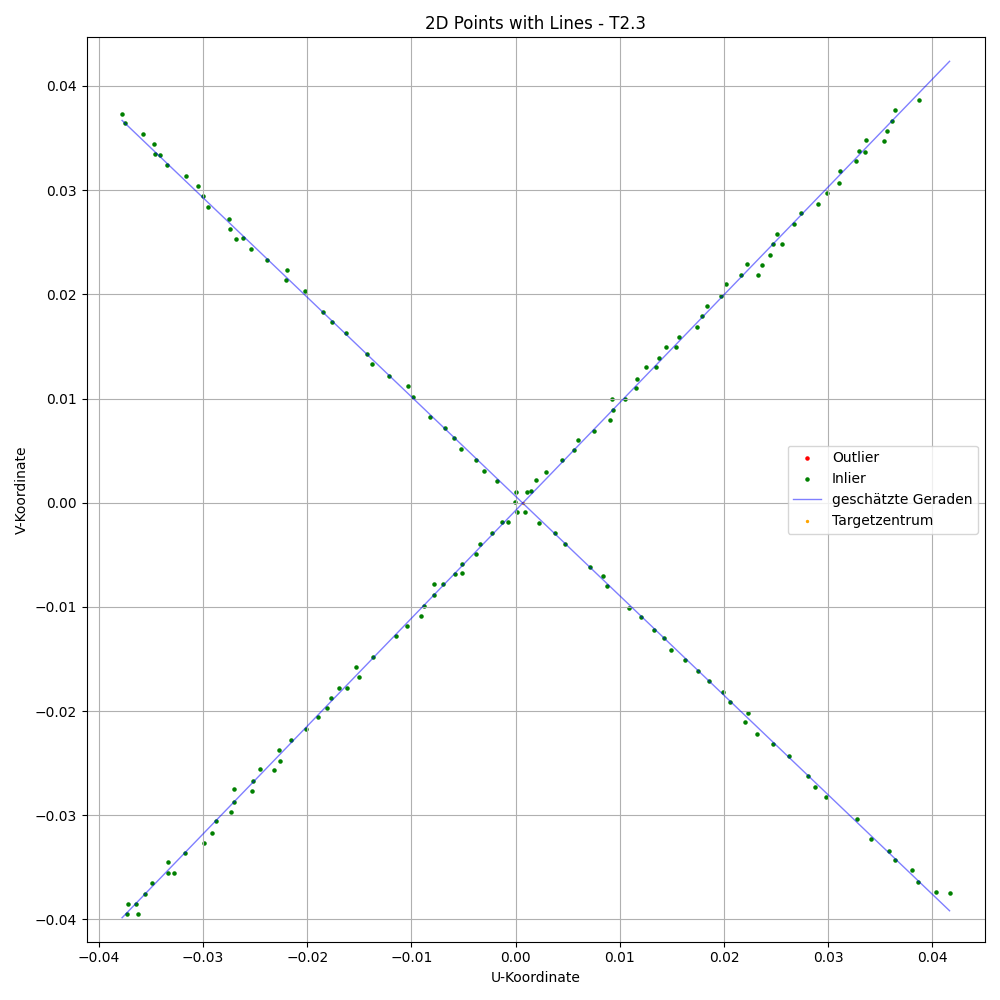 2D Points with Lines - T2.3
V-Koordinate
0.04
0.03
0.02
0.01
0.00
−0.01
−0.02
−0.03
−0.04
Outlier
Inlier
geschätzte Geraden
Targetzentrum
−0.04 −0.03 −0.02 −0.01 0.00 0.01 0.02 0.03 0.04
U-Koordinate